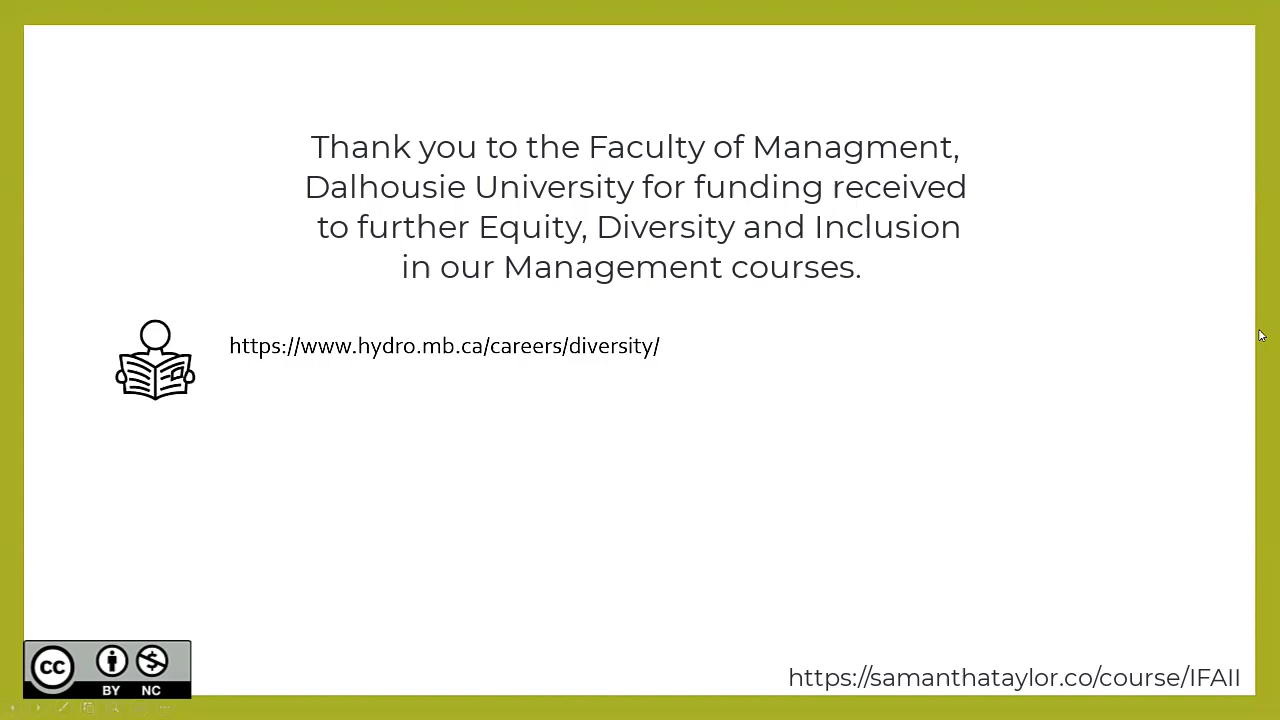 Thank you to the Faculty of Managment,
Dalhousie University for funding received
to further Equity, Diversity and Inclusion
in our Management courses.
https://www.hydro.mb.ca/careers/diversity/
CC
BY NC
https://samanthataylor.co/course/IFAII